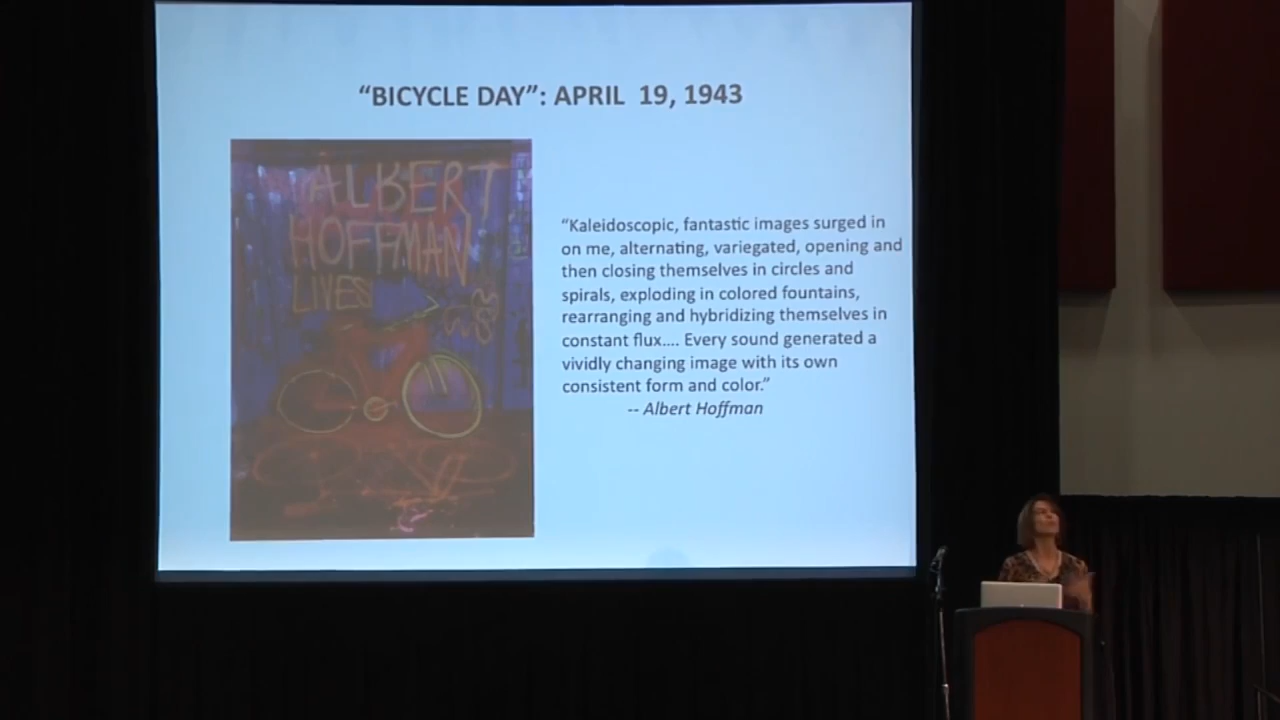 “BICYCLE DAY”: APRIL 19, 1943
ALBERT
HOFFMAN
LIVES
“Kaleidoscopic, fantastic images surged in
on me, alternating, variegated, opening and
then closing themselves in circles and
spirals, exploding in colored fountains,
rearranging and hybridizing themselves in
constant flux.... Every sound generated a
vividly changing image with its own
consistent form and color.”
-- Albert Hoffman